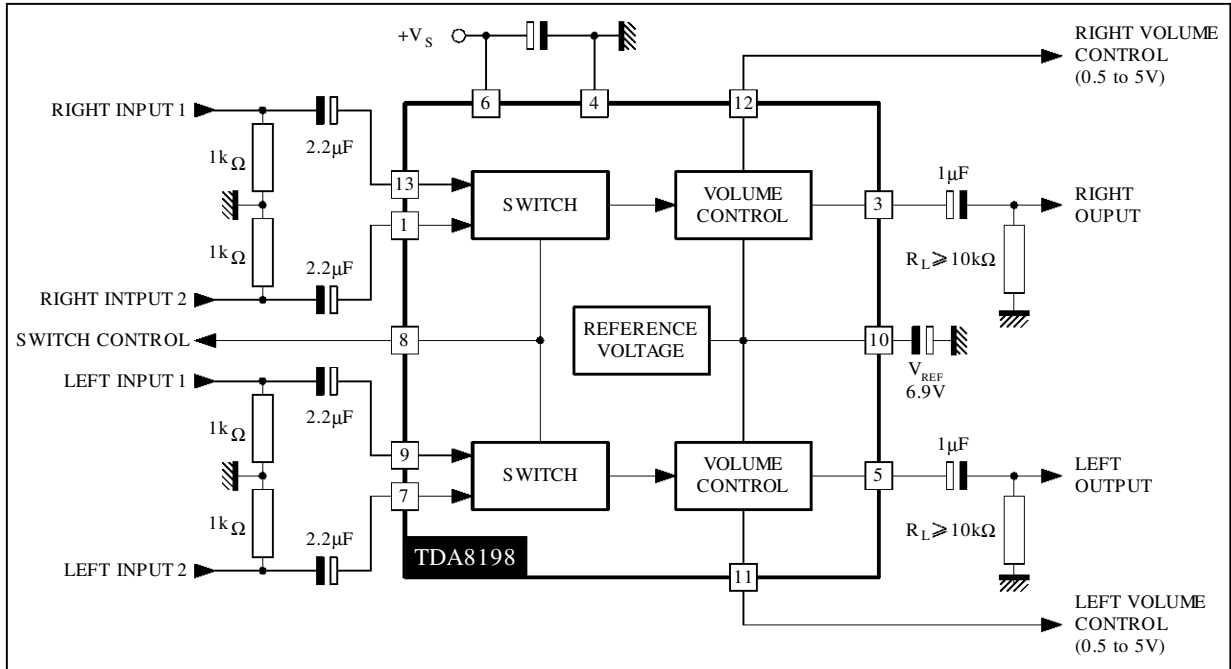 +V S
RIGHT VOLUME
CONTROL
(0.5 to 5V)
6
4
12
RIGHT INPUT 1
2.2µF
1kΩ
13
SWITCH
VOLUME
CONTROL
3
1µF
RIGHT
OUPUT
1
1kΩ
2.2µF
R L ⩾ 10kΩ
RIGHT INTPUT 2
SWITCH CONTROL
8
REFERENCE
VOLTAGE
10
V REF
6.9V
LEFT INPUT 1
2.2µF
1kΩ
9
SWITCH
VOLUME
CONTROL
5
1µF
LEFT
OUTPUT
7
1kΩ
2.2µF
R L ⩾ 10kΩ
LEFT INPUT 2
TDA8198
11
LEFT VOLUME
CONTROL
(0.5 to 5V)